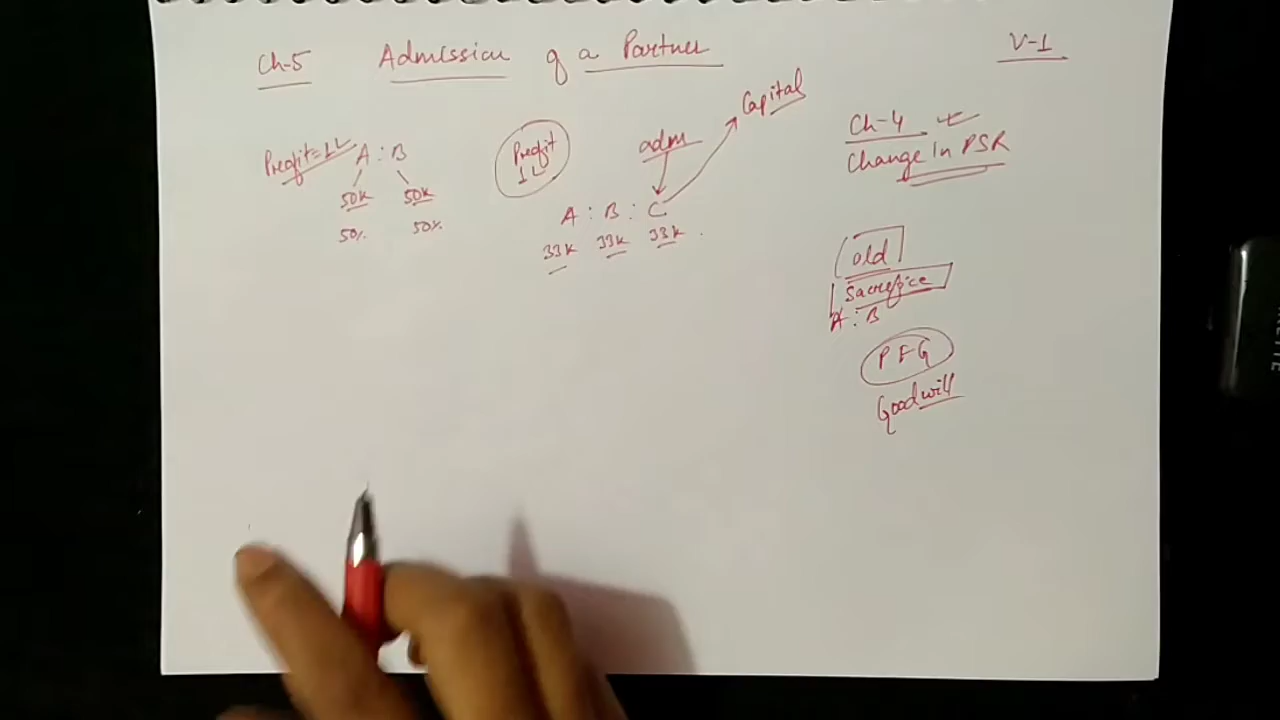 Ch-5 Admission of a Partner V-1
Profit=1L A : B
50K 50K
50% 50%
Profit
1L
adm
Capital
A : B : C
33K 33K 33K
Ch-4
Change in PSR
old
Sacrifice
A : B
PFG
Goodwill